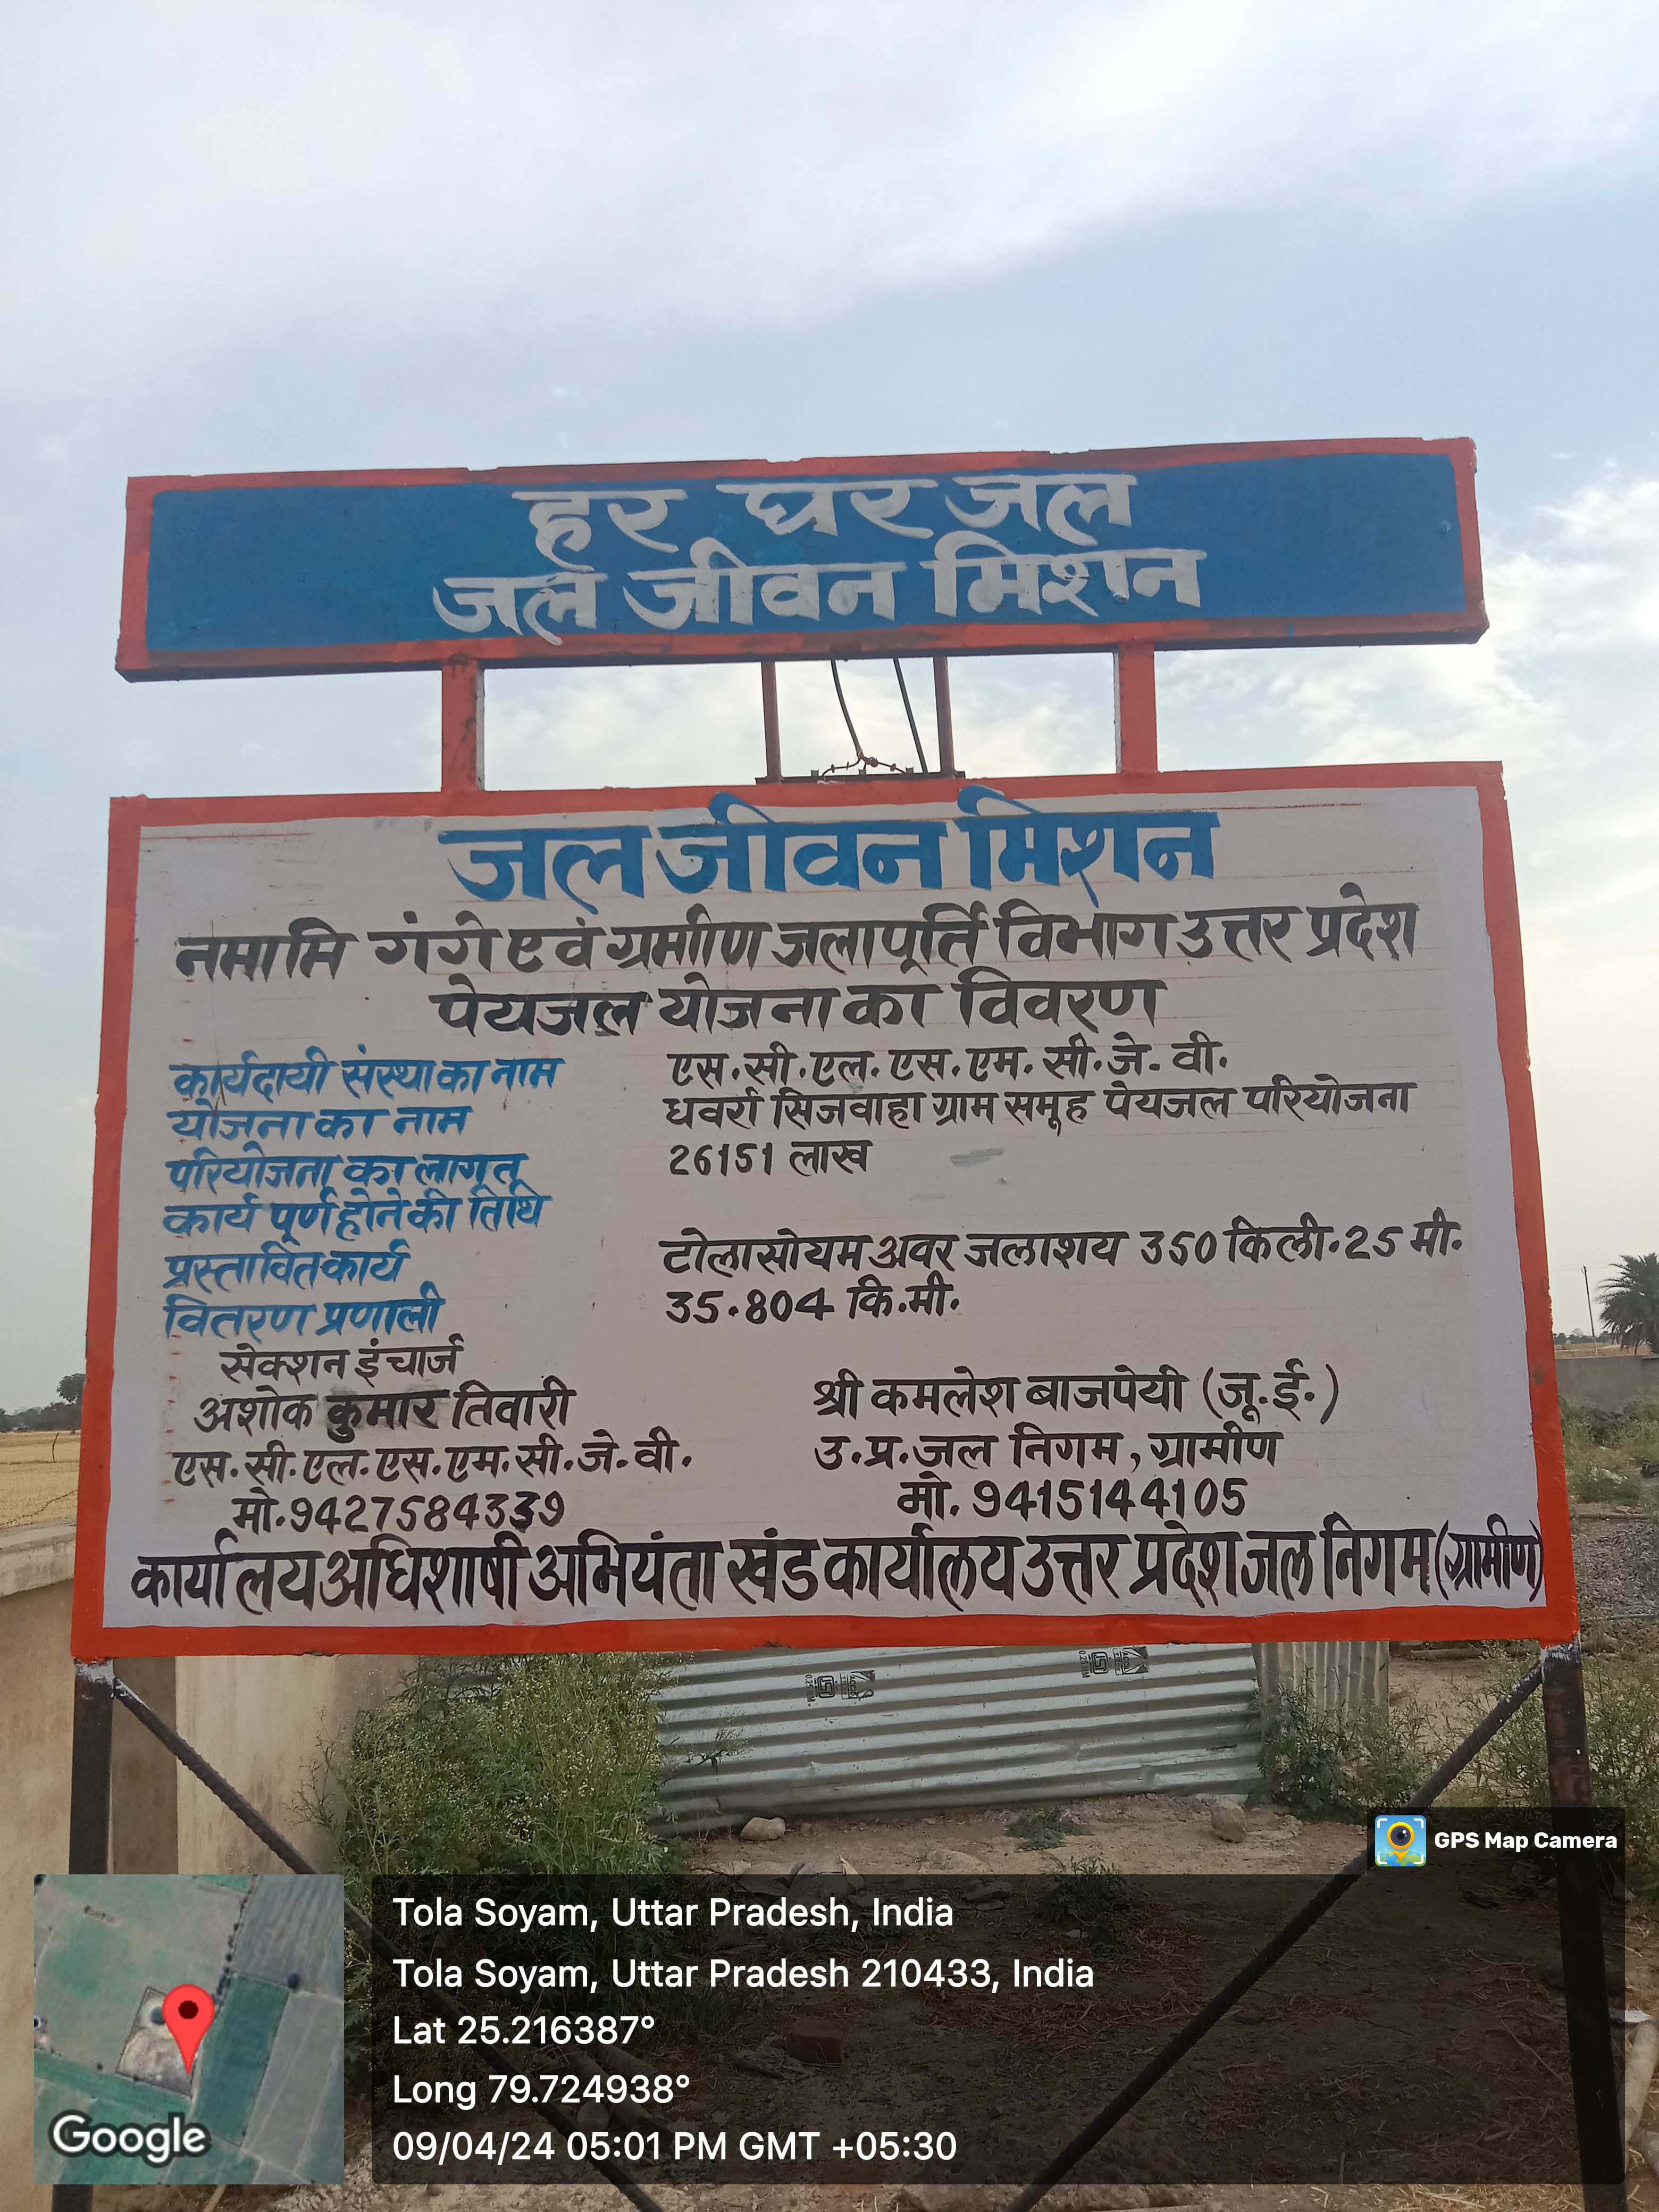 हर घर जल
जल जीवन मिशन
जल जीवन मिशन
नमामि गंगे एवं ग्रमीण जलापूर्ति विभाग उत्तर प्रदेश
पेयजल योजना का विवरण
कार्यदायी संस्था का नाम एस.सी.एल.एस.एम.सी.जे.वी.
योजना का नाम धवर्रा सिजवाहा ग्राम समूह पेयजल परियोजना
परियोजना का लागत 26151 लाख
कार्य पूर्ण होने की तिथि
प्रस्तावित कार्य टोलासोयम अवर जलाशय 350 किली.25 मी.
वितरण प्रणाली 35.804 कि.मी.
सेक्शन इंचार्ज
अशोक कुमार तिवारी श्री कमलेश बाजपेयी (जू.ई.)
एस.सी.एल.एस.एम.सी.जे.वी. उ.प्र.जल निगम, ग्रामीण
मो.9427584339 मो. 9415144105
कार्यालय अधिशाषी अभियंता खंड कार्यालय उत्तर प्रदेश जल निगम (ग्रामीण)
GPS Map Camera
Tola Soyam, Uttar Pradesh, India
Tola Soyam, Uttar Pradesh 210433, India
Lat 25.216387°
Long 79.724938°
09/04/24 05:01 PM GMT +05:30
Google